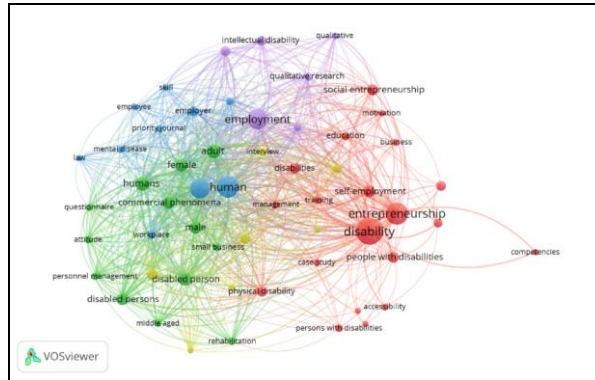 qualitative
intellectual disability
qualitative research
skill
social entrepreneurship
employee
employer
motivation
employment
priority journal
education
business
mental disease
adult
interview
law
female
disabilities
humans
human
self-employment
questionnaire
commercial phenomena
management
training
entrepreneurship
attitude
workplace
male
disability
small business
competencies
case study
people with disabilities
personnel management
disabled person
physical disability
disabled persons
accessibility
middle aged
persons with disabilities
rehabilitation
VOSviewer